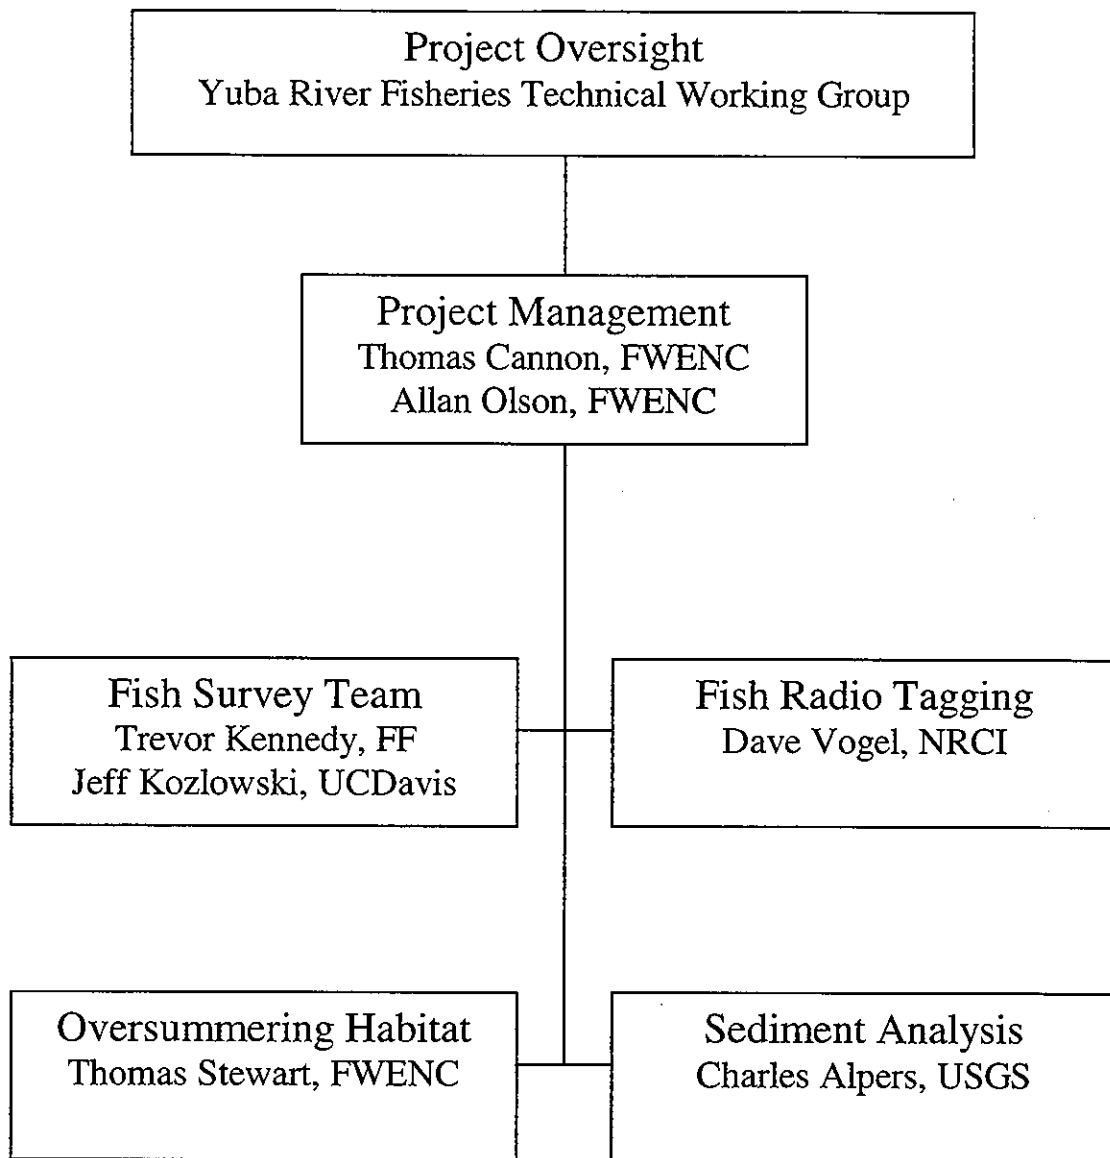 Project Oversight
Yuba River Fisheries Technical Working Group
Project Management
Thomas Cannon, FWENC
Allan Olson, FWENC
Fish Survey Team
Trevor Kennedy, FF
Jeff Kozlowski, UCDavis
Fish Radio Tagging
Dave Vogel, NRCI
Oversummering Habitat
Thomas Stewart, FWENC
Sediment Analysis
Charles Alpers, USGS